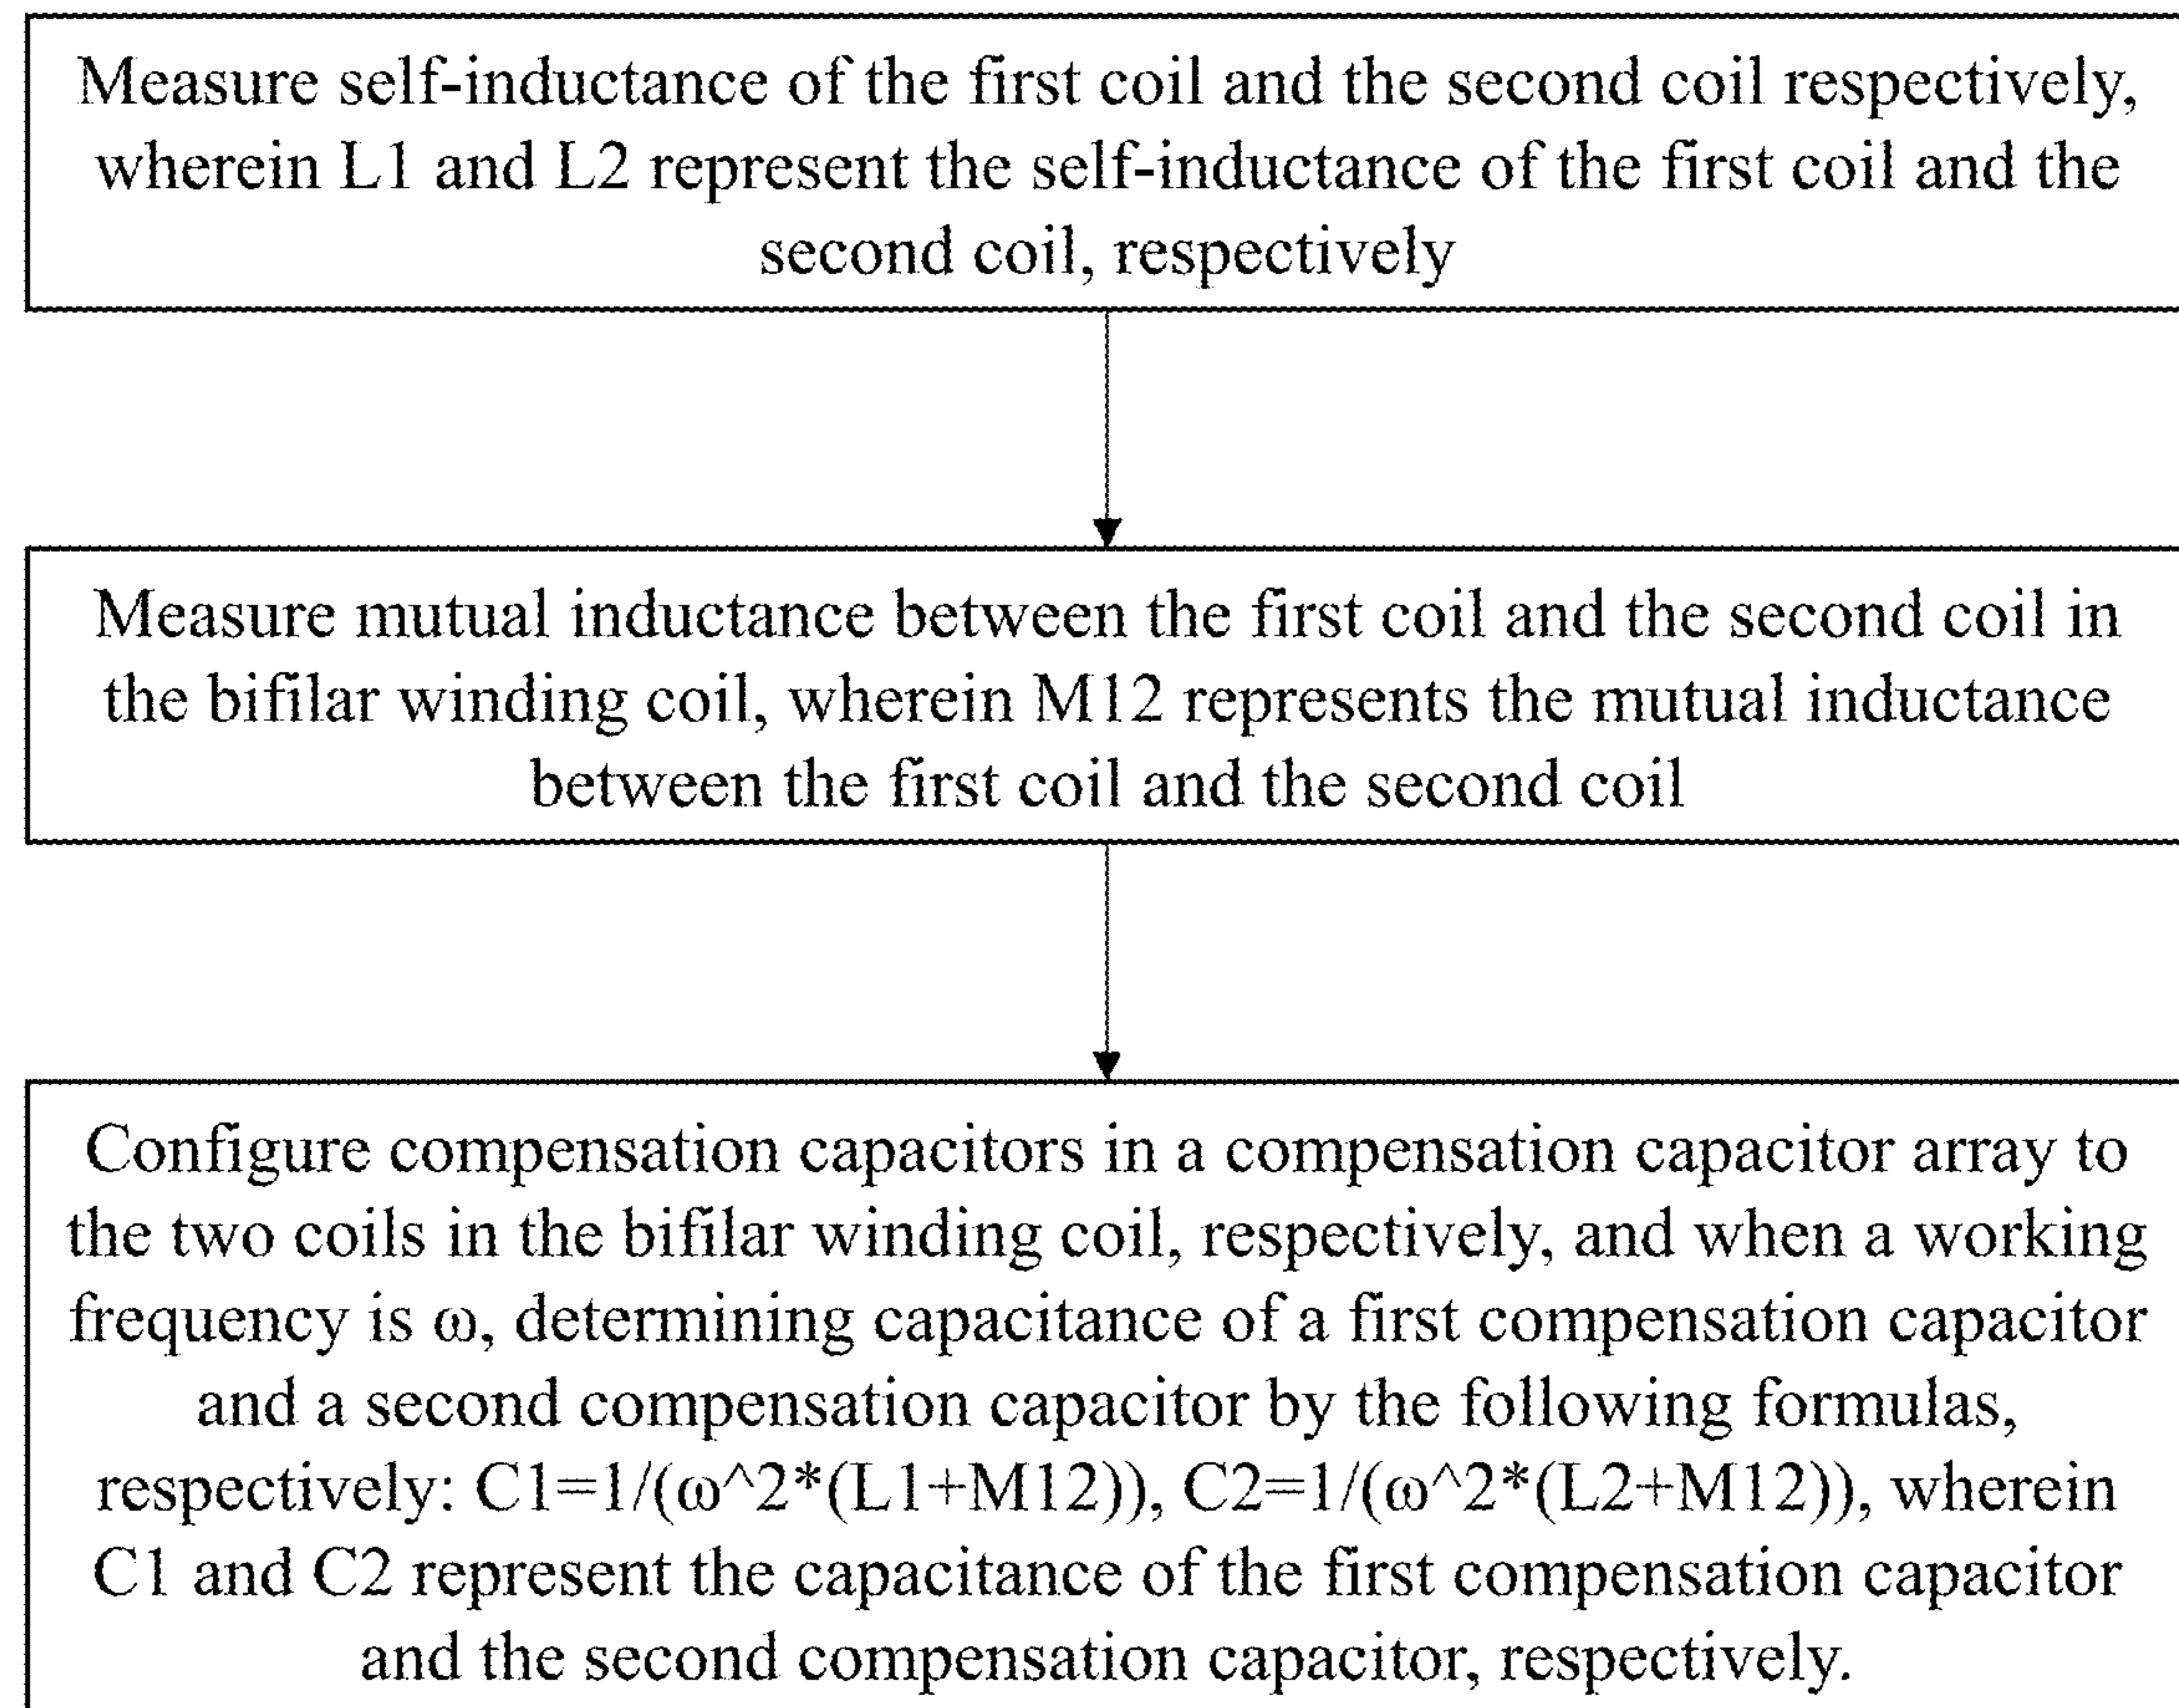 Measure self-inductance of the first coil and the second coil respectively,
wherein L1 and L2 represent the self-inductance of the first coil and the
second coil, respectively
Measure mutual inductance between the first coil and the second coil in
the bifilar winding coil, wherein M12 represents the mutual inductance
between the first coil and the second coil
Configure compensation capacitors in a compensation capacitor array to
the two coils in the bifilar winding coil, respectively, and when a working
frequency is ω, determining capacitance of a first compensation capacitor
and a second compensation capacitor by the following formulas,
respectively: C1=1/(ω^2*(L1+M12)), C2=1/(ω^2*(L2+M12)), wherein
C1 and C2 represent the capacitance of the first compensation capacitor
and the second compensation capacitor, respectively.